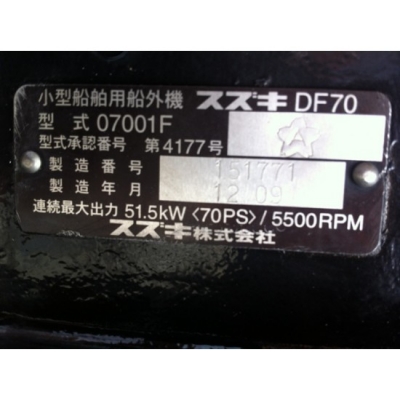 小型船舶用船外機 スズキ DF70
型式 07001F
型式承認番号 第4177号
製造番号 151771
製造年月 12 09
連続最大出力 51.5kW 〈70PS〉/ 5500RPM
スズキ株式会社